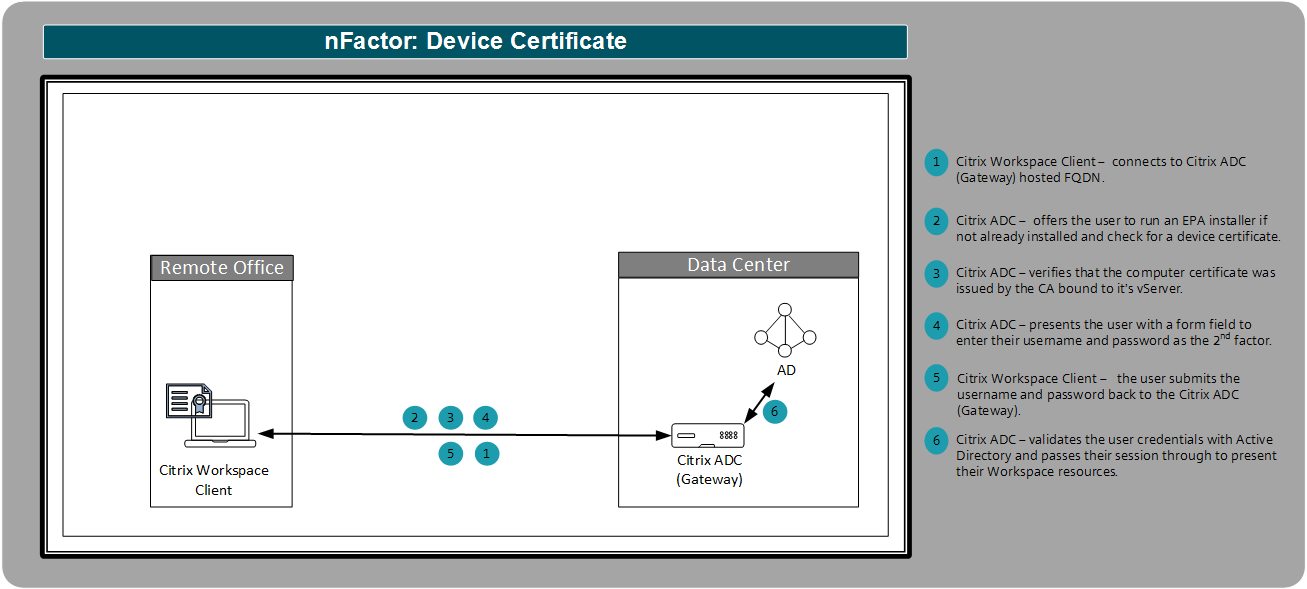 nFactor: Device Certificate
Remote Office
Citrix Workspace
Client
2 3 4
5 1
Data Center
AD
6
Citrix ADC
(Gateway)
1 Citrix Workspace Client – connects to Citrix ADC
(Gateway) hosted FQDN.
2 Citrix ADC – offers the user to run an EPA installer if
not already installed and check for a device certificate.
3 Citrix ADC – verifies that the computer certificate was
issued by the CA bound to it's vServer.
4 Citrix ADC – presents the user with a form field to
enter their username and password as the 2nd factor.
5 Citrix Workspace Client – the user submits the
username and password back to the Citrix ADC
(Gateway).
6 Citrix ADC – validates the user credentials with Active
Directory and passes their session through to present
their Workspace resources.